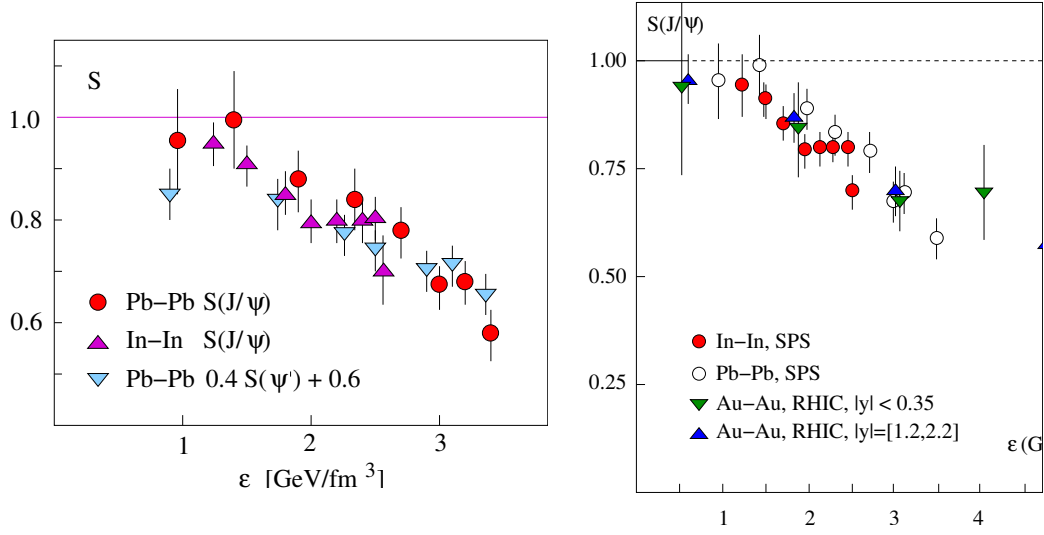 S
1.0
0.8
0.6
Pb−Pb S(J/ψ)
In−In S(J/ψ)
Pb−Pb 0.4 S(ψ') + 0.6
1 2 3
ε [GeV/fm 3]
S(J/ψ)
1.00
0.75
0.50
0.25
In−In, SPS
Pb−Pb, SPS
Au−Au, RHIC, |y| < 0.35
Au−Au, RHIC, |y|=[1.2,2.2]
ε (G
1 2 3 4